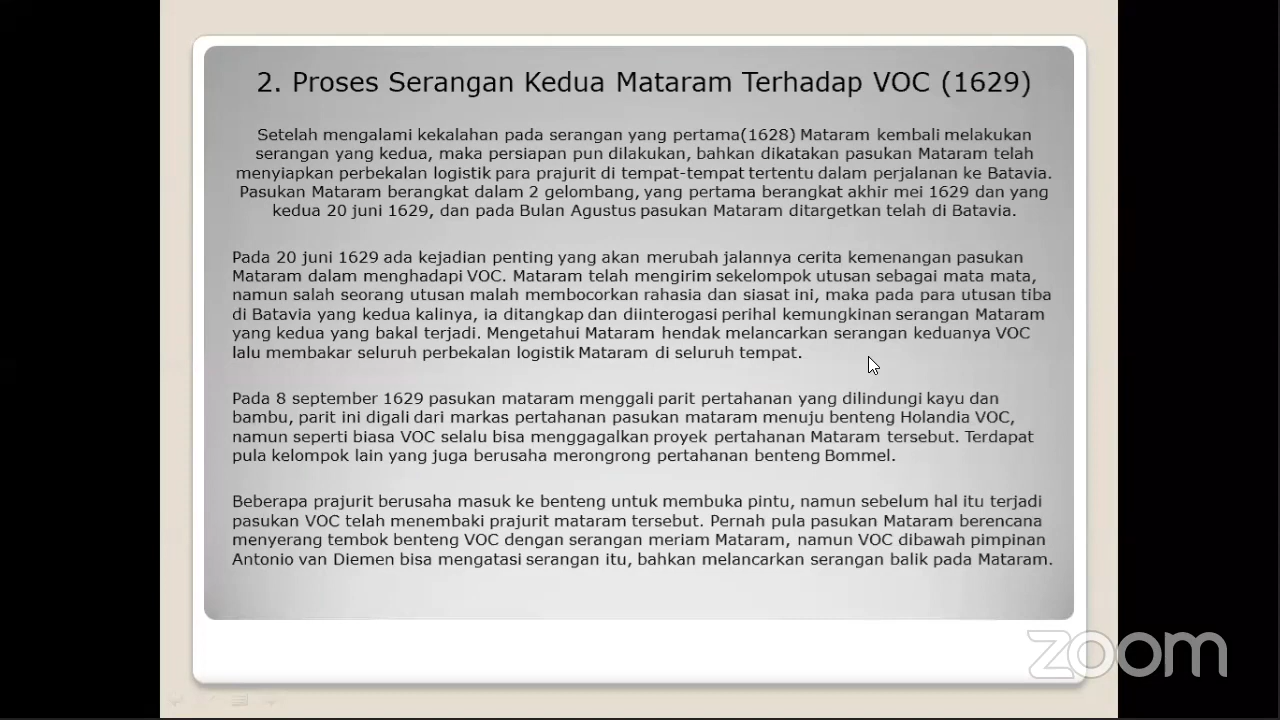 2. Proses Serangan Kedua Mataram Terhadap VOC (1629)
Setelah mengalami kekalahan pada serangan yang pertama(1628) Mataram kembali melakukan
serangan yang kedua, maka persiapan pun dilakukan, bahkan dikatakan pasukan Mataram telah
menyiapkan perbekalan logistik para prajurit di tempat-tempat tertentu dalam perjalanan ke Batavia.
Pasukan Mataram berangkat dalam 2 gelombang, yang pertama berangkat akhir mei 1629 dan yang
kedua 20 juni 1629, dan pada Bulan Agustus pasukan Mataram ditargetkan telah di Batavia.
Pada 20 juni 1629 ada kejadian penting yang akan merubah jalannya cerita kemenangan pasukan
Mataram dalam menghadapi VOC. Mataram telah mengirim sekelompok utusan sebagai mata mata,
namun salah seorang utusan malah membocorkan rahasia dan siasat ini, maka pada para utusan tiba
di Batavia yang kedua kalinya, ia ditangkap dan diinterogasi perihal kemungkinan serangan Mataram
yang kedua yang bakal terjadi. Mengetahui Mataram hendak melancarkan serangan keduanya VOC
lalu membakar seluruh perbekalan logistik Mataram di seluruh tempat.
Pada 8 september 1629 pasukan mataram menggali parit pertahanan yang dilindungi kayu dan
bambu, parit ini digali dari markas pertahanan pasukan mataram menuju benteng Holandia VOC,
namun seperti biasa VOC selalu bisa menggagalkan proyek pertahanan Mataram tersebut. Terdapat
pula kelompok lain yang juga berusaha merongrong pertahanan benteng Bommel.
Beberapa prajurit berusaha masuk ke benteng untuk membuka pintu, namun sebelum hal itu terjadi
pasukan VOC telah menembaki prajurit mataram tersebut. Pernah pula pasukan Mataram berencana
menyerang tembok benteng VOC dengan serangan meriam Mataram, namun VOC dibawah pimpinan
Antonio van Diemen bisa mengatasi serangan itu, bahkan melancarkan serangan balik pada Mataram.
zoom